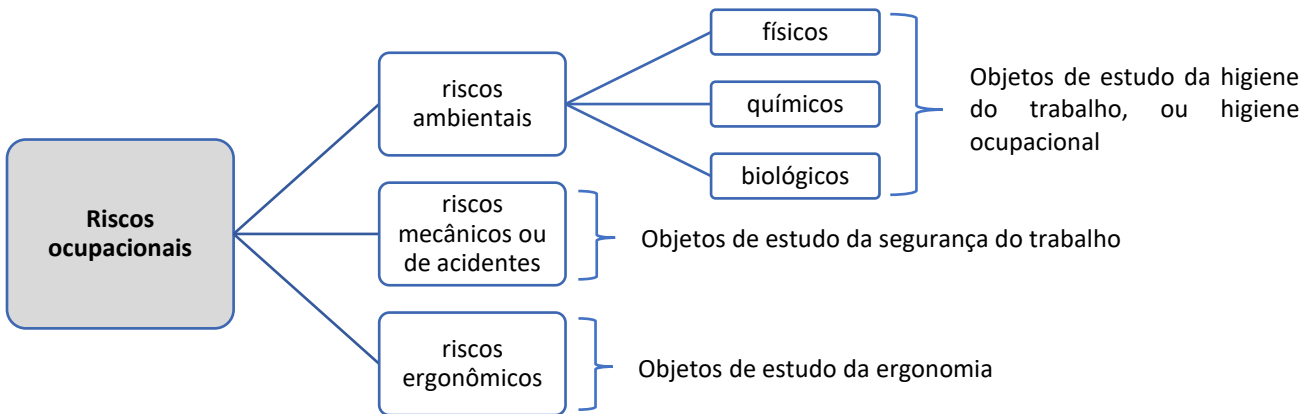 Riscos
ocupacionais
riscos
ambientais
físicos
químicos
biológicos
Objetos de estudo da higiene
do trabalho, ou higiene
ocupacional
riscos
mecânicos ou
de acidentes
Objetos de estudo da segurança do trabalho
riscos
ergonômicos
Objetos de estudo da ergonomia